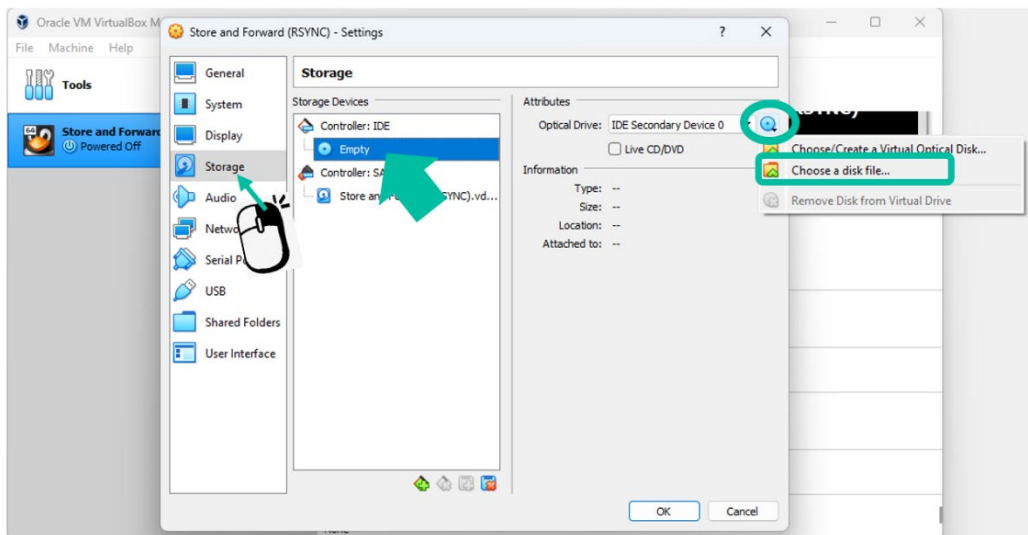 Oracle VM VirtualBox M
Store and Forward (RSYNC) - Settings
?
File Machine Help
Tools
64
Store and Forward
Powered Off
General
System
Display
Storage
Audio
Netwo
Serial P
USB
Shared Folders
User Interface
Storage
Storage Devices
Controller: IDE
Empty
Controller: SA
Store an SYNC).vd...
Attributes
Optical Drive: IDE Secondary Device 0
Live CD/DVD
Information
Type: --
Size: --
Location: --
Attached to: --
Choose/Create a Virtual Optical Disk...
Choose a disk file...
Remove Disk from Virtual Drive
OK Cancel